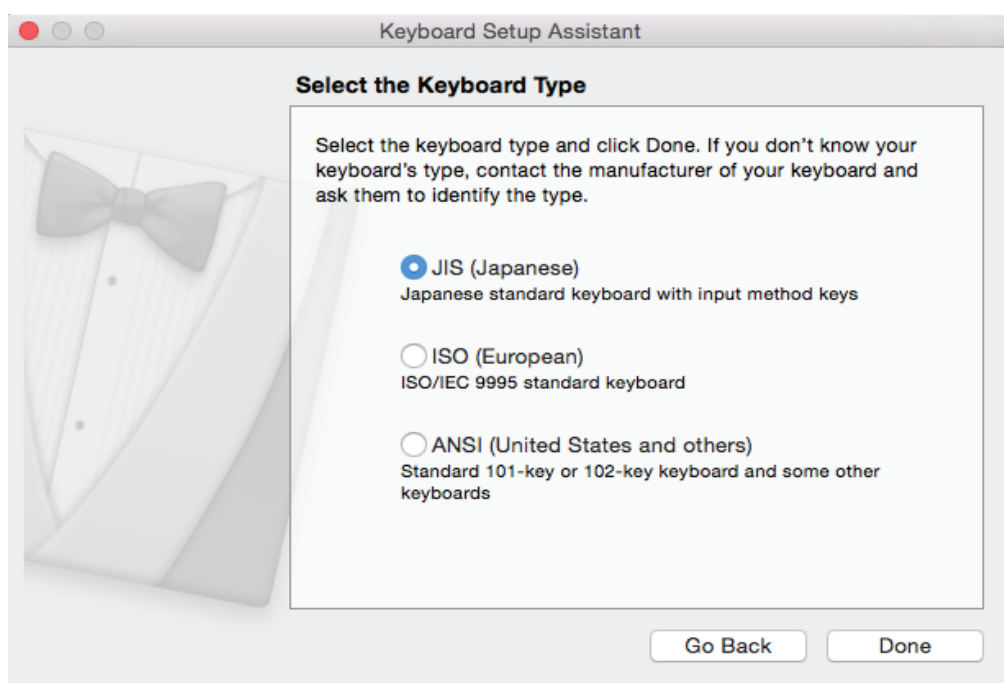 Keyboard Setup Assistant
Select the Keyboard Type
Select the keyboard type and click Done. If you don’t know your
keyboard’s type, contact the manufacturer of your keyboard and
ask them to identify the type.
JIS (Japanese)
Japanese standard keyboard with input method keys
ISO (European)
ISO/IEC 9995 standard keyboard
ANSI (United States and others)
Standard 101-key or 102-key keyboard and some other
keyboards
Go Back
Done